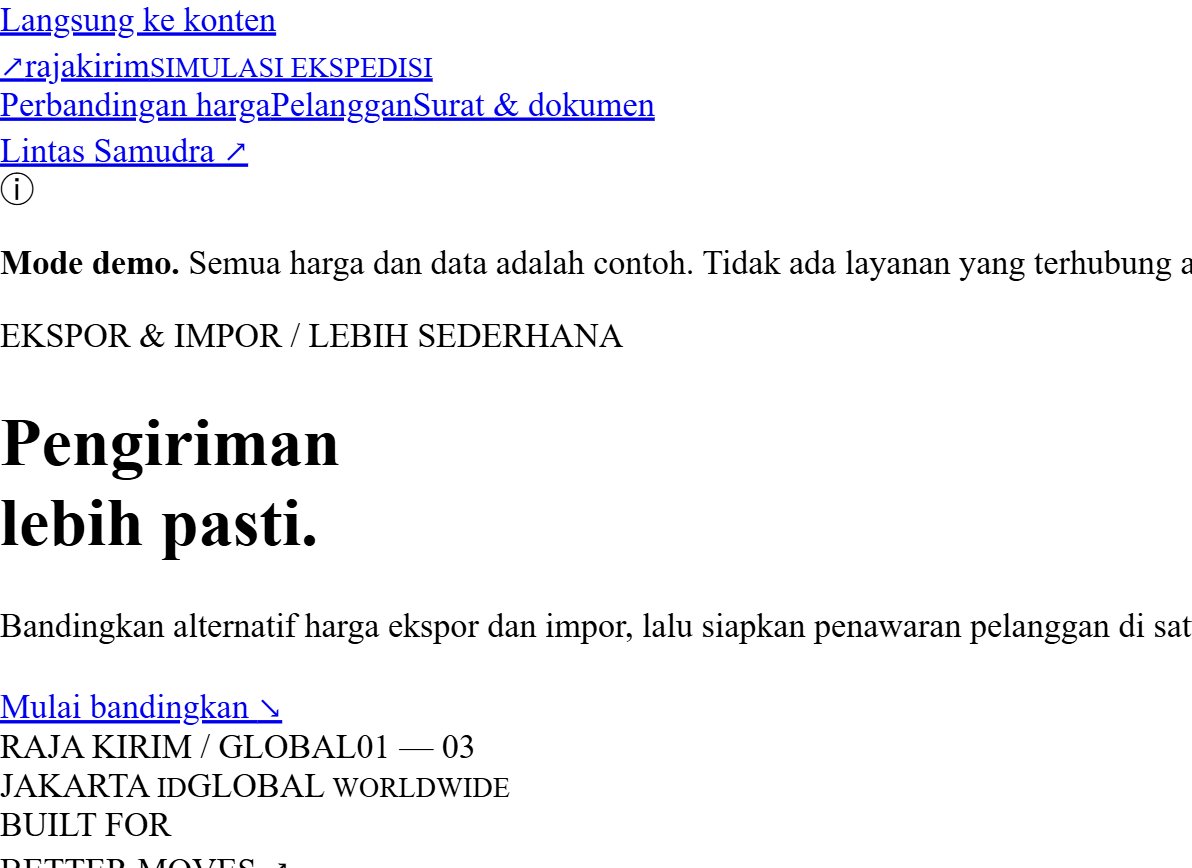 Langsung ke konten
↗rajakirimSIMULASI EKSPEDISI
Perbandingan hargaPelangganSurat & dokumen
Lintas Samudra ↗
ⓘ
Mode demo. Semua harga dan data adalah contoh. Tidak ada layanan yang terhubung a
EKSPOR & IMPOR / LEBIH SEDERHANA
Pengiriman
lebih pasti.
Bandingkan alternatif harga ekspor dan impor, lalu siapkan penawaran pelanggan di sat
Mulai bandingkan ↘
RAJA KIRIM / GLOBAL01 — 03
JAKARTA IDGLOBAL WORLDWIDE
BUILT FOR
BETTER MOVES ↗